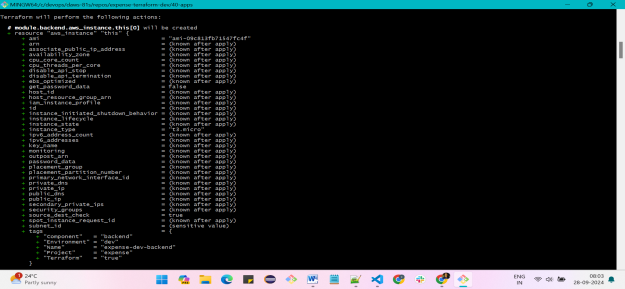 MINGW64:/c/devops/daws-81s/repos/expense-terraform-dev/40-apps
Terraform will perform the following actions:
# module.backend.aws_instance.this[0] will be created
+ resource "aws_instance" "this" {
+ ami = "ami-09c813fb71547fc4f"
+ arn = (known after apply)
+ associate_public_ip_address = (known after apply)
+ availability_zone = (known after apply)
+ cpu_core_count = (known after apply)
+ cpu_threads_per_core = (known after apply)
+ disable_api_stop = (known after apply)
+ disable_api_termination = (known after apply)
+ ebs_optimized = (known after apply)
+ get_password_data = false
+ host_id = (known after apply)
+ host_resource_group_arn = (known after apply)
+ iam_instance_profile = (known after apply)
+ id = (known after apply)
+ instance_initiated_shutdown_behavior = (known after apply)
+ instance_lifecycle = (known after apply)
+ instance_state = (known after apply)
+ instance_type = "t3.micro"
+ ipv6_address_count = (known after apply)
+ ipv6_addresses = (known after apply)
+ key_name = (known after apply)
+ monitoring = (known after apply)
+ outpost_arn = (known after apply)
+ password_data = (known after apply)
+ placement_group = (known after apply)
+ placement_partition_number = (known after apply)
+ primary_network_interface_id = (known after apply)
+ private_dns = (known after apply)
+ private_ip = (known after apply)
+ public_dns = (known after apply)
+ public_ip = (known after apply)
+ secondary_private_ips = (known after apply)
+ security_groups = (known after apply)
+ source_dest_check = true
+ spot_instance_request_id = (known after apply)
+ subnet_id = (sensitive value)
+ tags = {
+ "Component" = "backend"
+ "Environment" = "dev"
+ "Name" = "expense-dev-backend"
+ "Project" = "expense"
+ "Terraform" = "true"
}
24°C
Partly sunny
ENG
IN
08:03
28-09-2024